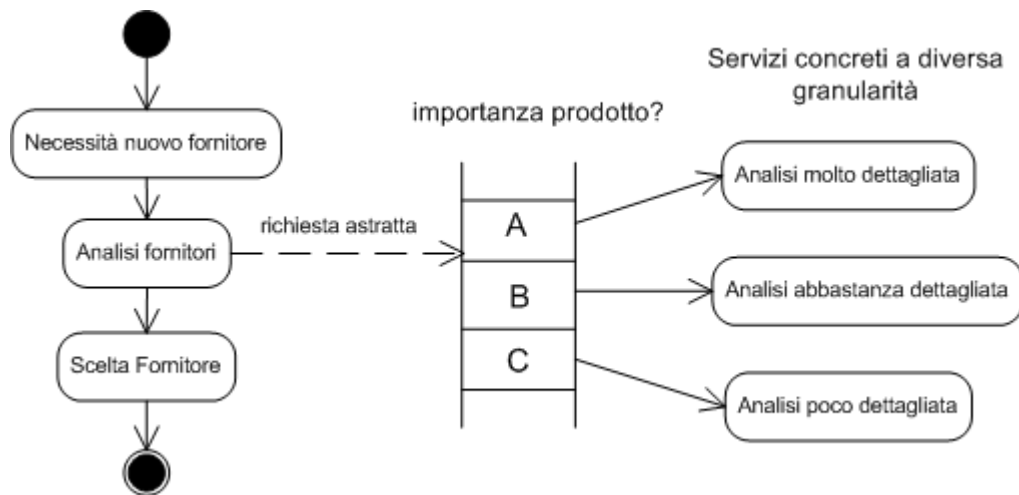 Servizi concreti a diversa
granularità
importanza prodotto?
Necessità nuovo fornitore
Analisi fornitori
Scelta Fornitore
richiesta astratta
A
B
C
Analisi molto dettagliata
Analisi abbastanza dettagliata
Analisi poco dettagliata